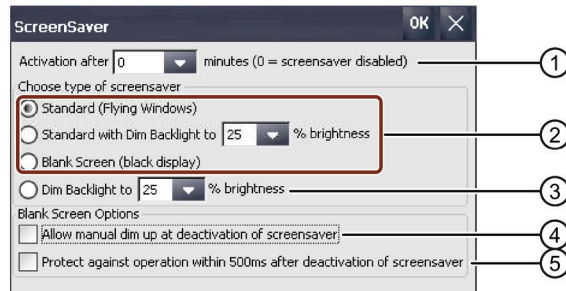 ScreenSaver OK
Activation after 0 minutes (0 = screensaver disabled) 1
Choose type of screensaver
Standard (Flying Windows)
Standard with Dim Backlight to 25 % brightness 2
Blank Screen (black display)
Dim Backlight to 25 % brightness 3
Blank Screen Options
Allow manual dim up at deactivation of screensaver 4
Protect against operation within 500ms after deactivation of screensaver 5